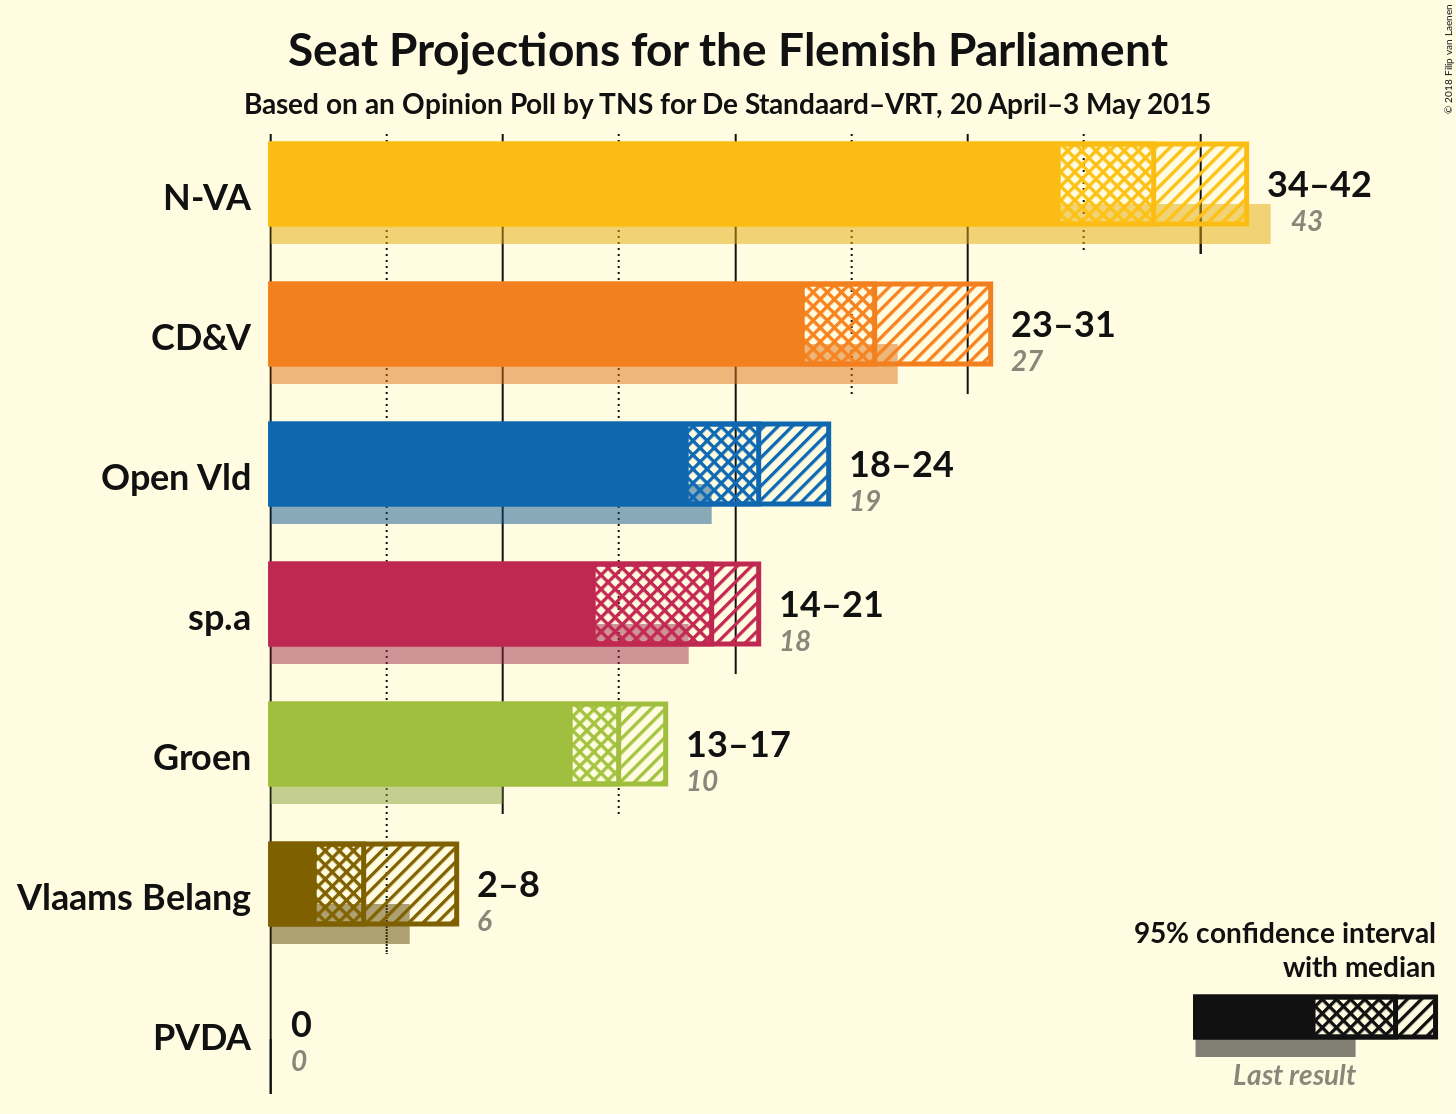 Seat Projections for the Flemish Parliament
Based on an Opinion Poll by TNS for De Standaard–VRT, 20 April–3 May 2015
© 2018 Filip van Laenen
N-VA
34–42
43
CD&V
23–31
27
Open Vld
18–24
19
sp.a
14–21
18
Groen
13–17
10
Vlaams Belang
2–8
6
PVDA
0
0
95% confidence interval
with median
Last result